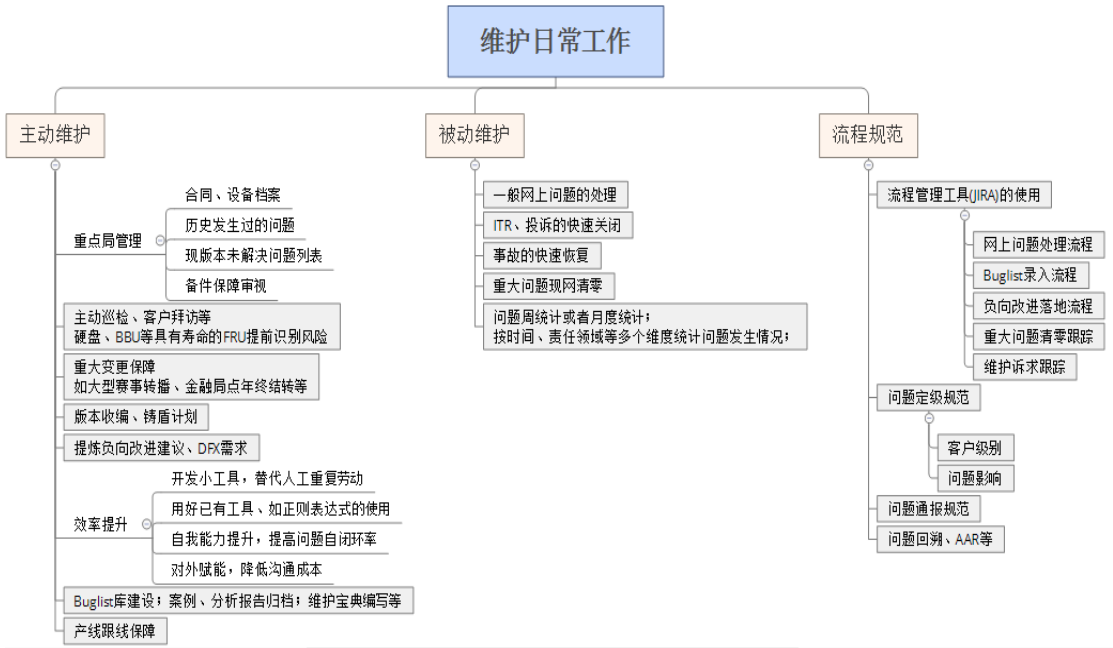 维护日常工作
主动维护
重点局管理
合同、设备档案
历史发生过的问题
现版本未解决问题列表
备件保障审视
主动巡检、客户拜访等
硬盘、BBU等具有寿命的FRU提前识别风险
重大变更保障
如大型赛事转播、金融局点年终结转等
版本收编、铸盾计划
提炼负向改进建议、DFX需求
效率提升
开发小工具，替代人工重复劳动
用好已有工具、如正则表达式的使用
自我能力提升，提高问题自闭环率
对外赋能，降低沟通成本
Buglist库建设；案例、分析报告归档；维护宝典编写等
产线跟线保障
被动维护
一般网上问题的处理
ITR、投诉的快速关闭
事故的快速恢复
重大问题现网清零
问题周统计或者月度统计；
按时间、责任领域等多个维度统计问题发生情况；
流程规范
流程管理工具(JIRA)的使用
网上问题处理流程
Buglist录入流程
负向改进落地流程
重大问题清零跟踪
维护诉求跟踪
问题定级规范
客户级别
问题影响
问题通报规范
问题回溯、AAR等